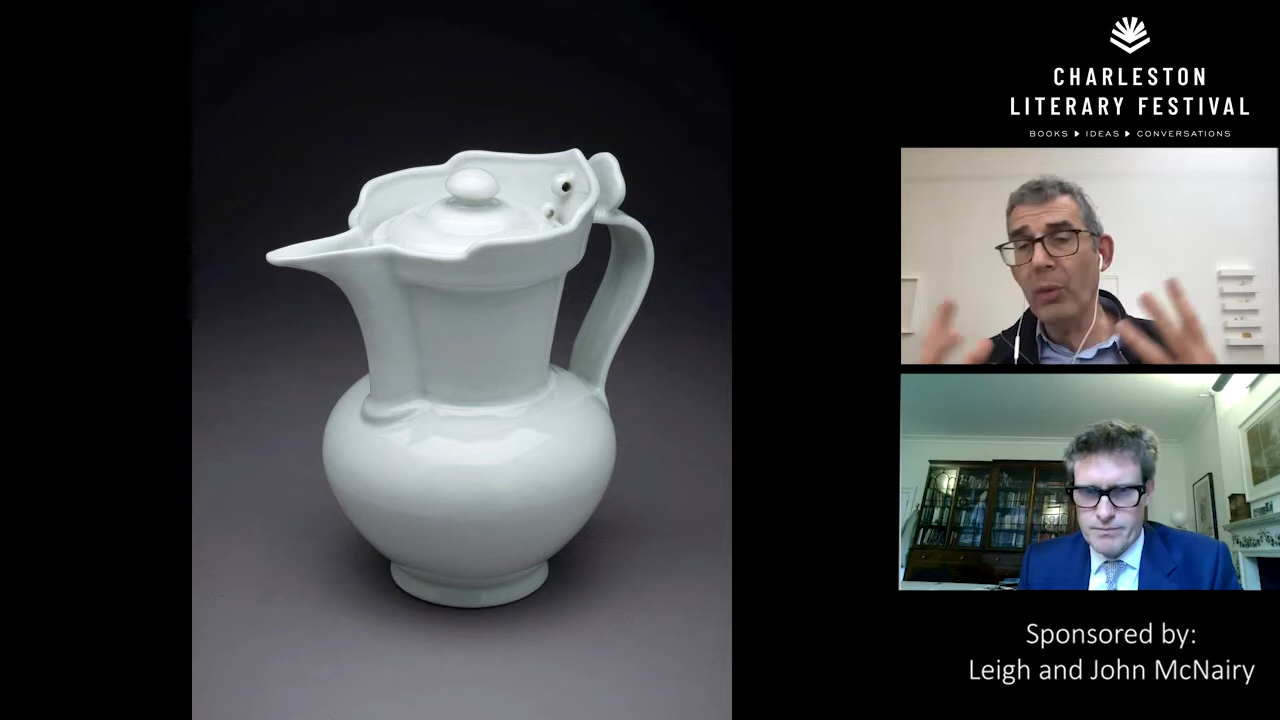 CHARLESTON
LITERARY FESTIVAL
BOOKS ▶ IDEAS ▶ CONVERSATIONS
Sponsored by:
Leigh and John McNairy